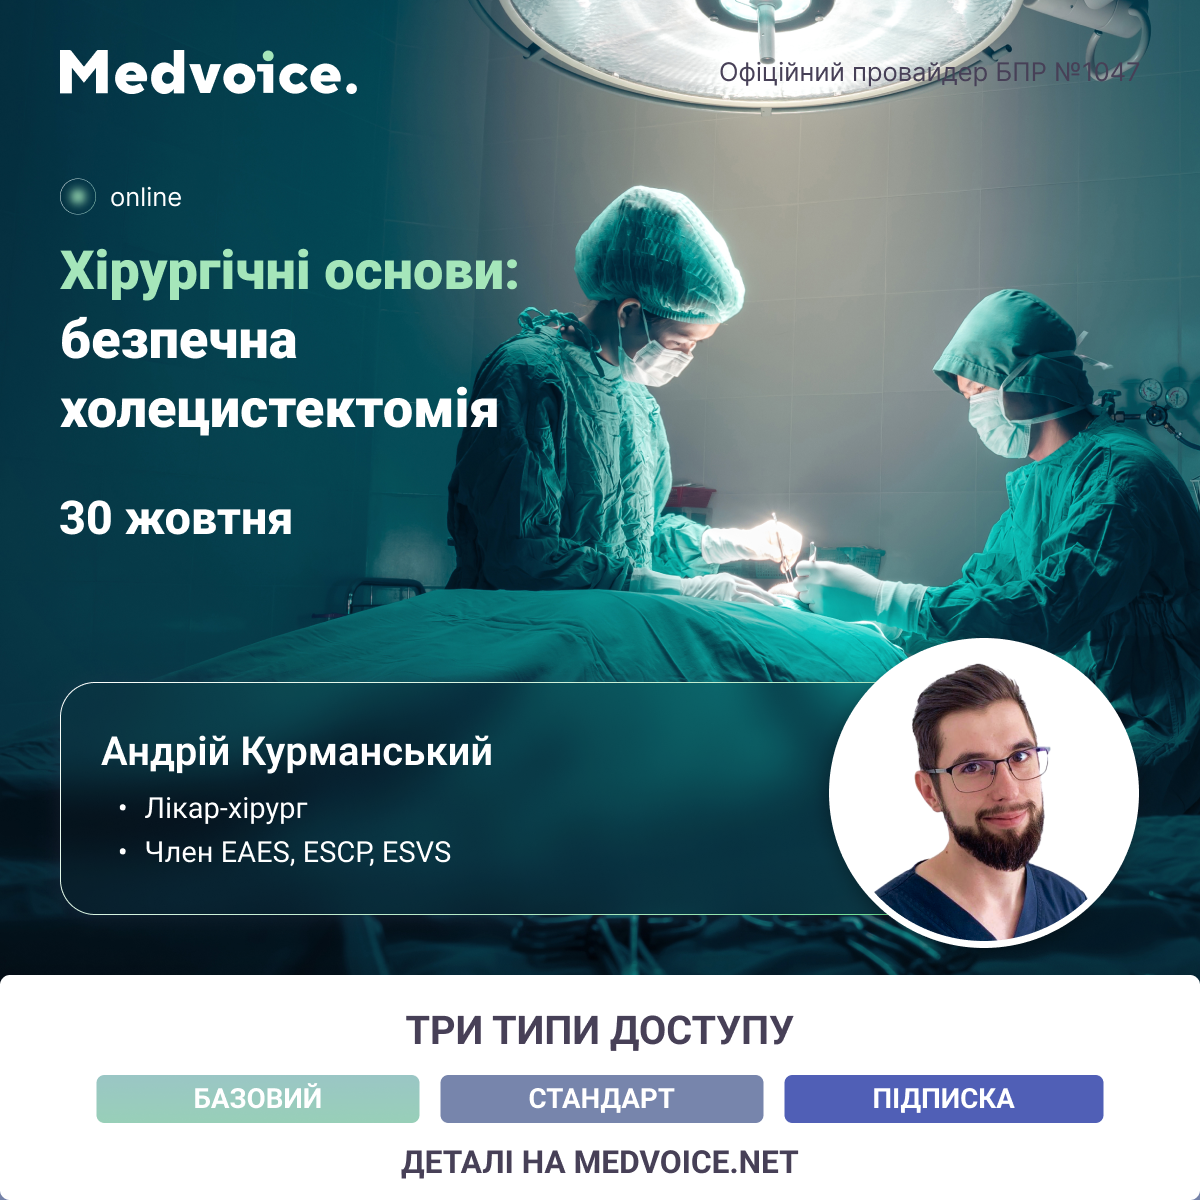 Medvoice.
Офіційний провайдер БПР №1047
online
Хірургічні основи:
безпечна
холецистектомія
30 жовтня
Андрій Курманський
• Лікар-хірург
• Член EAES, ESCP, ESVS
ТРИ ТИПИ ДОСТУПУ
БАЗОВИЙ
СТАНДАРТ
ПІДПИСКА
ДЕТАЛІ НА MEDVOICE.NET